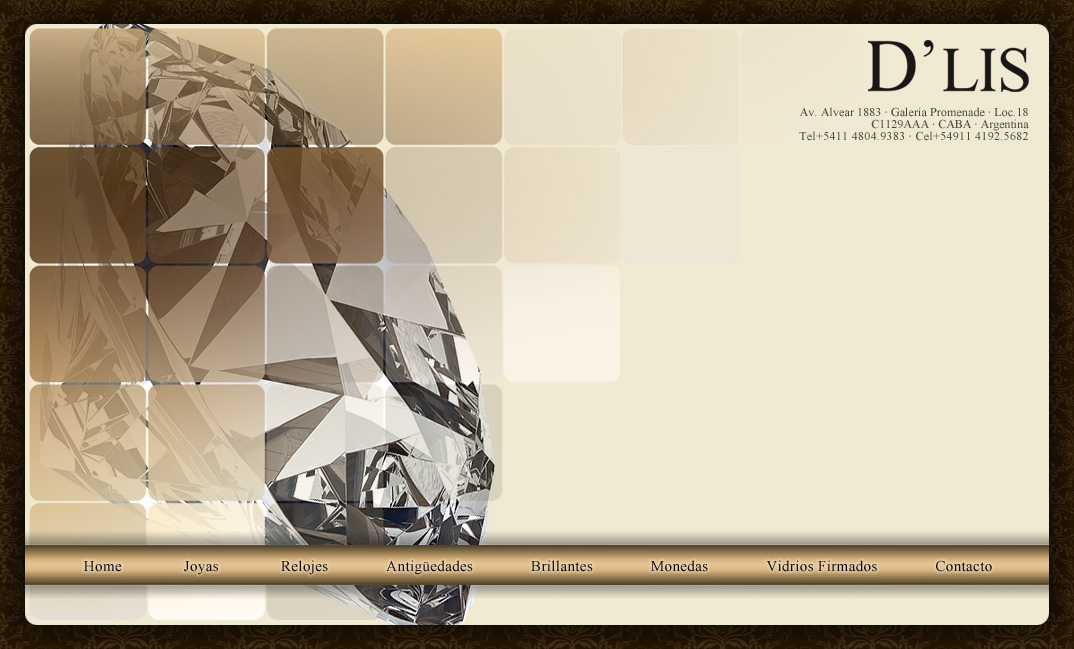 D'LIS
Av. Alvear 1883 · Galeria Promenade · Loc.18
C1129AAA · CABA · Argentina
Tel+5411 4804.9383 · Cel+54911 4192.5682
Home Joyas Relojes Antigüedades Brillantes Monedas Vidrios Firmados Contacto